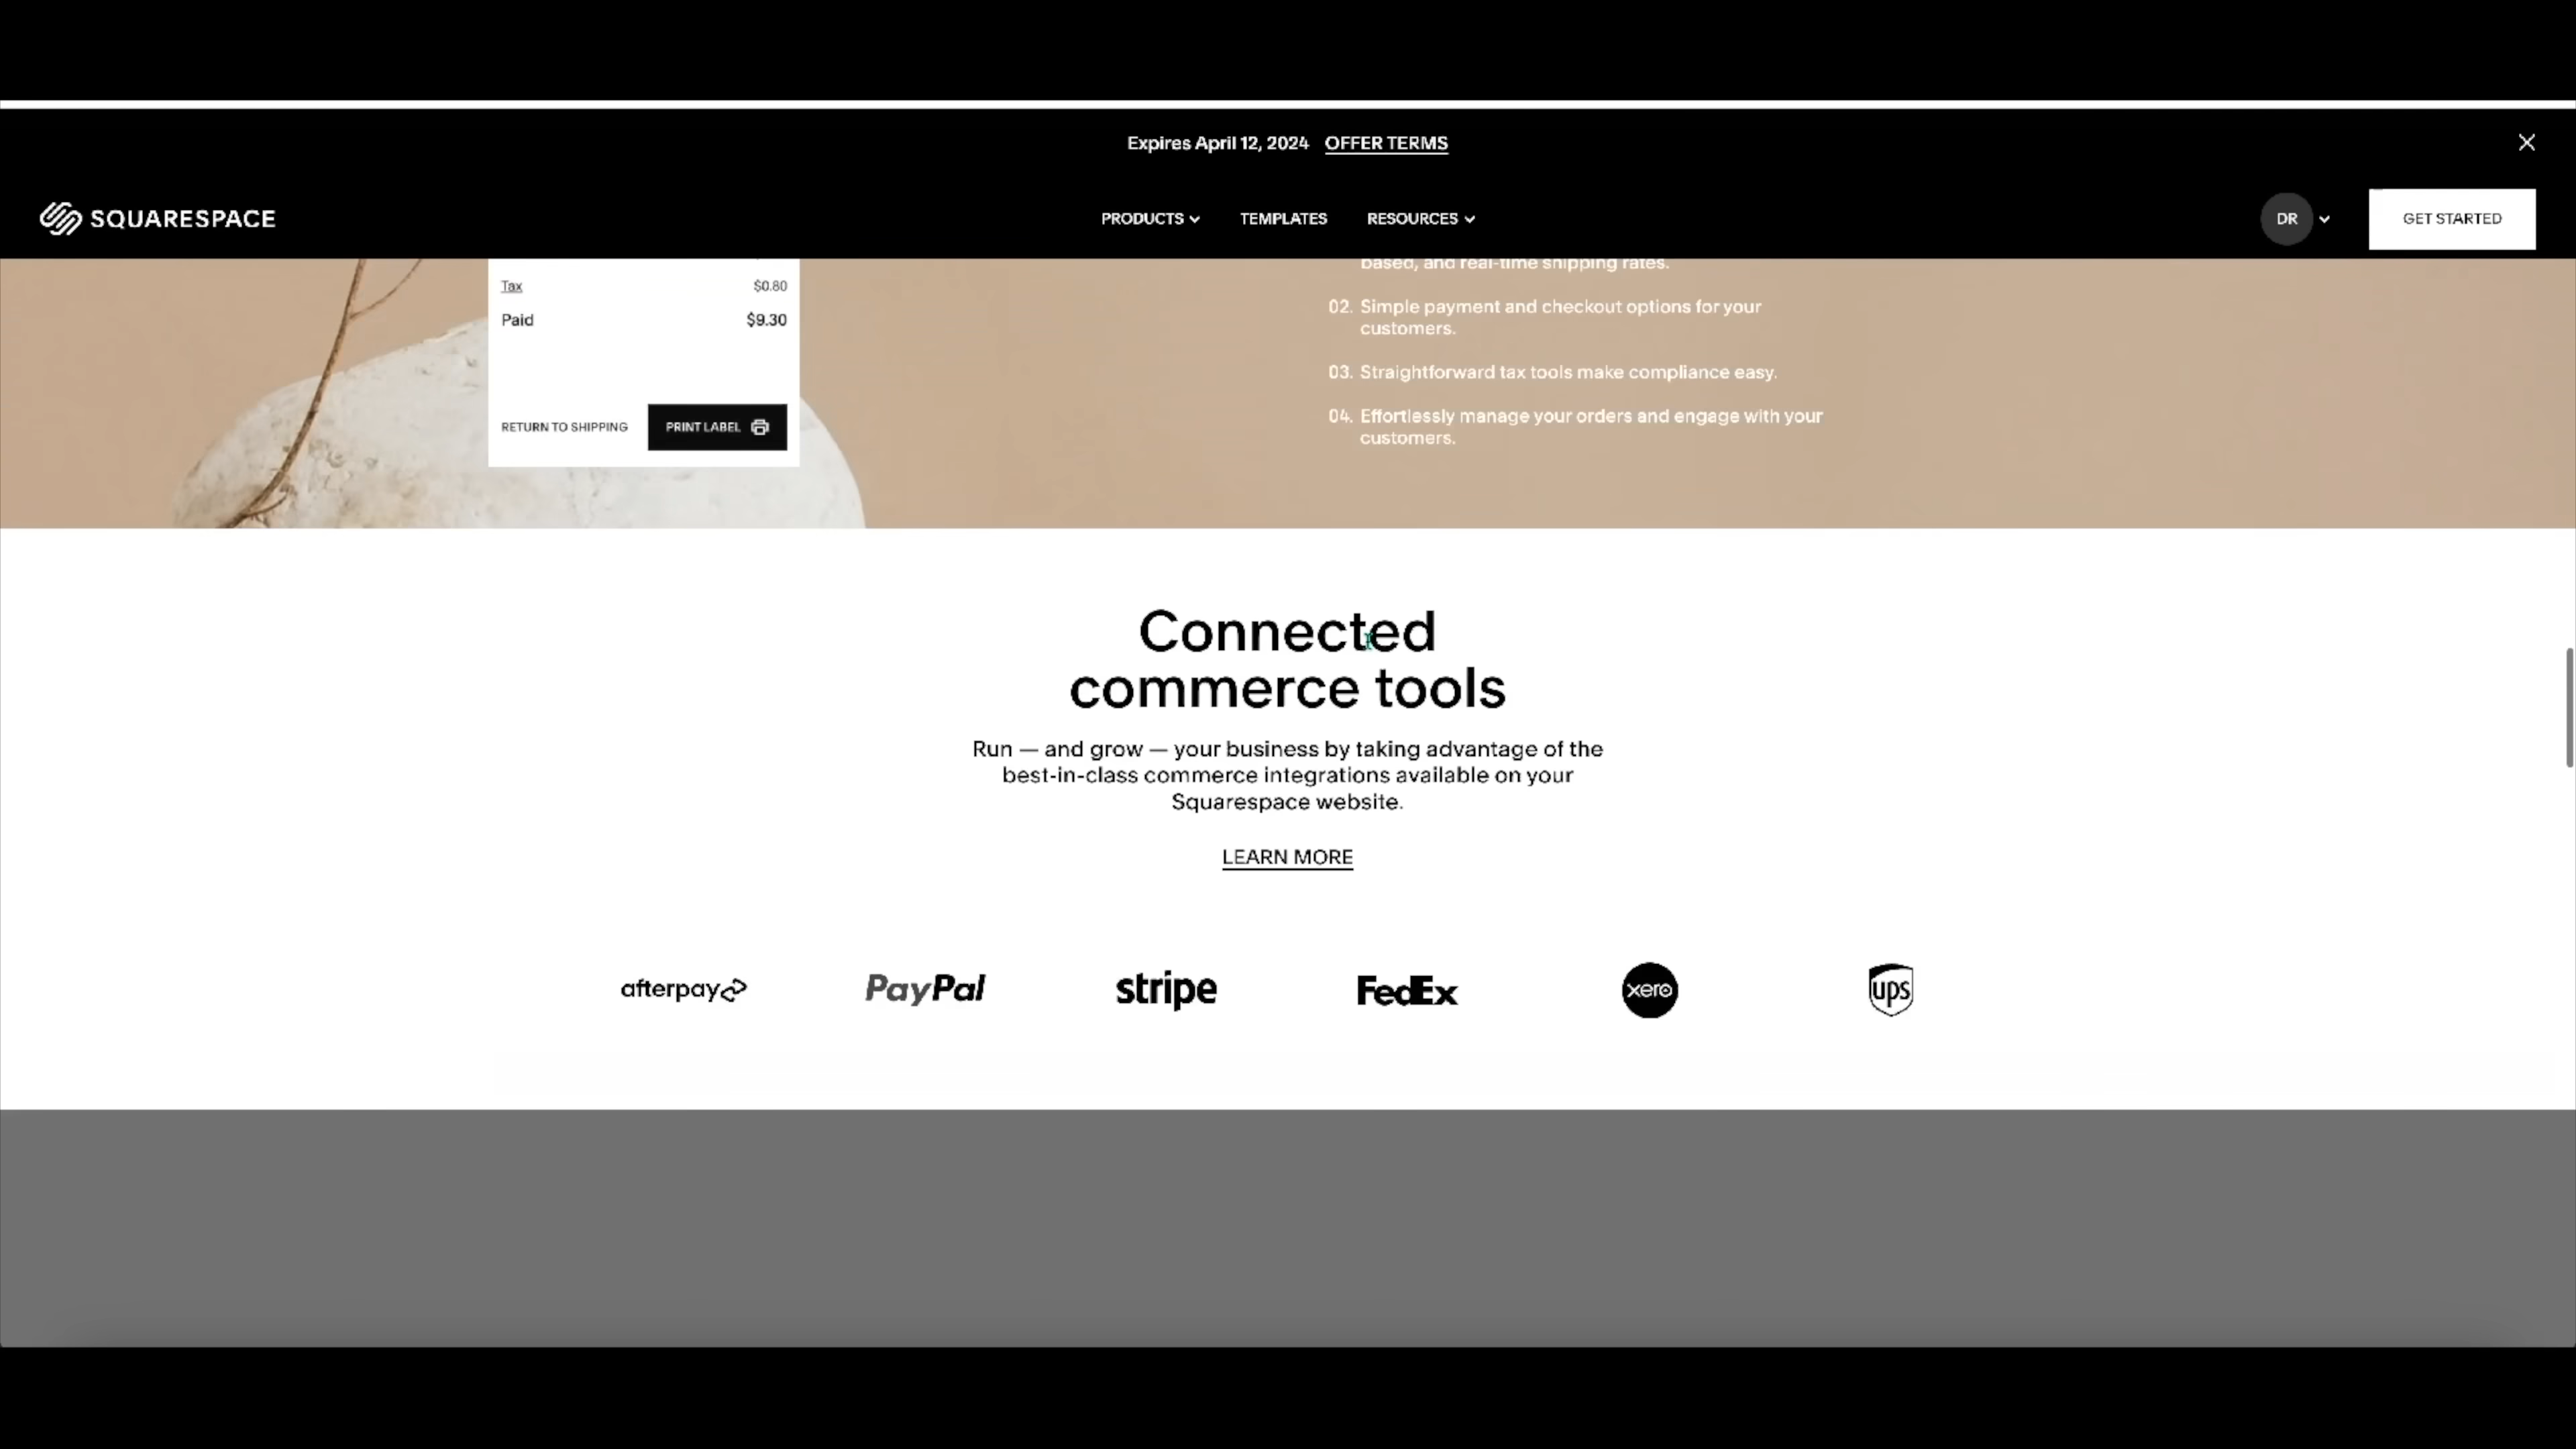 Expires April 12, 2024 OFFER TERMS
SQUARESPACE
PRODUCTS
TEMPLATES
RESOURCES
DR
GET STARTED
based, and real-time shipping rates.
Tax $0.80
Paid $9.30
RETURN TO SHIPPING
PRINT LABEL
02. Simple payment and checkout options for your
customers.
03. Straightforward tax tools make compliance easy.
04. Effortlessly manage your orders and engage with your
customers.
Connected
commerce tools
Run — and grow — your business by taking advantage of the
best-in-class commerce integrations available on your
Squarespace website.
LEARN MORE
afterpay
PayPal
stripe
FedEx
xero
ups